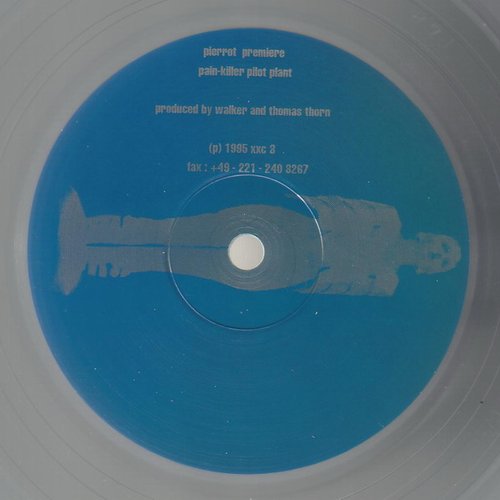 pierrot premiere
pain-killer pilot plant
produced by walker and thomas thorn
(p) 1995 xxc 3
fax : +49 - 221 - 240 3267